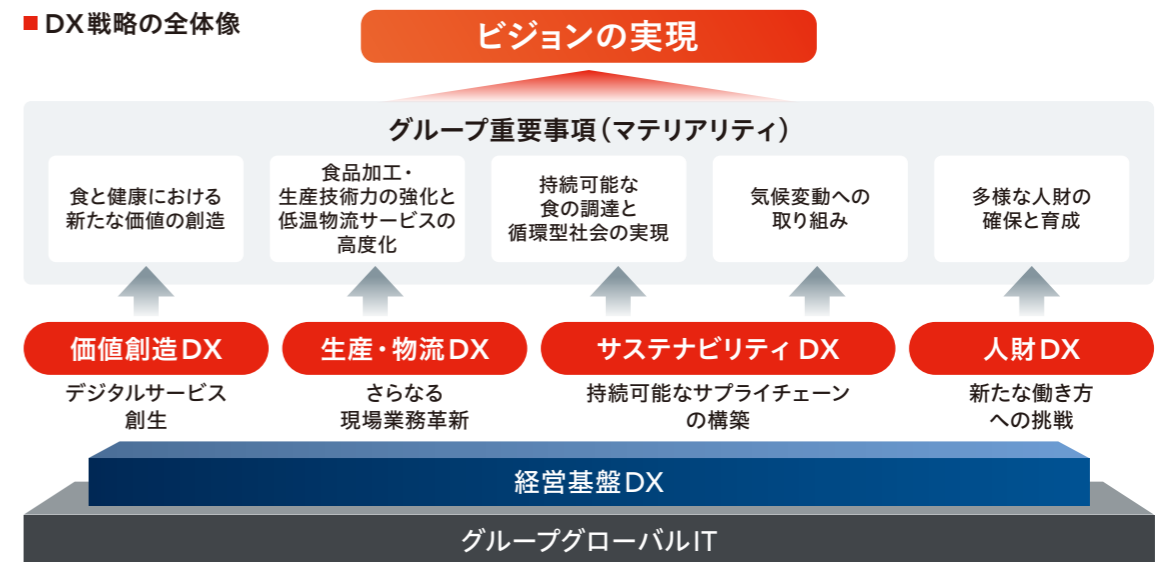 DX戦略の全体像
ビジョンの実現
グループ重要事項(マテリアリティ)
食と健康における
新たな価値の創造
食品加工・
生産技術力の強化と
低温物流サービスの
高度化
持続可能な
食の調達と
循環型社会の実現
気候変動への
取り組み
多様な人財の
確保と育成
価値創造DX
デジタルサービス
創生
生産・物流DX
さらなる
現場業務革新
サステナビリティ DX
持続可能なサプライチェーン
の構築
人財DX
新たな働き方
への挑戦
経営基盤DX
グループグローバルIT